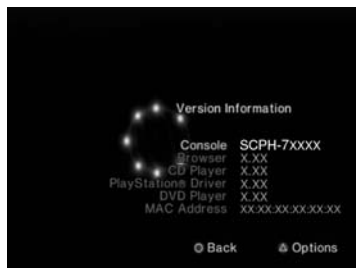 Version Information
Console SCPH-7XXXX
Browser X.XX
CD Player X.XX
PlayStation® Driver X.XX
DVD Player X.XX
MAC Address XX:XX:XX:XX:XX:XX
Back Options